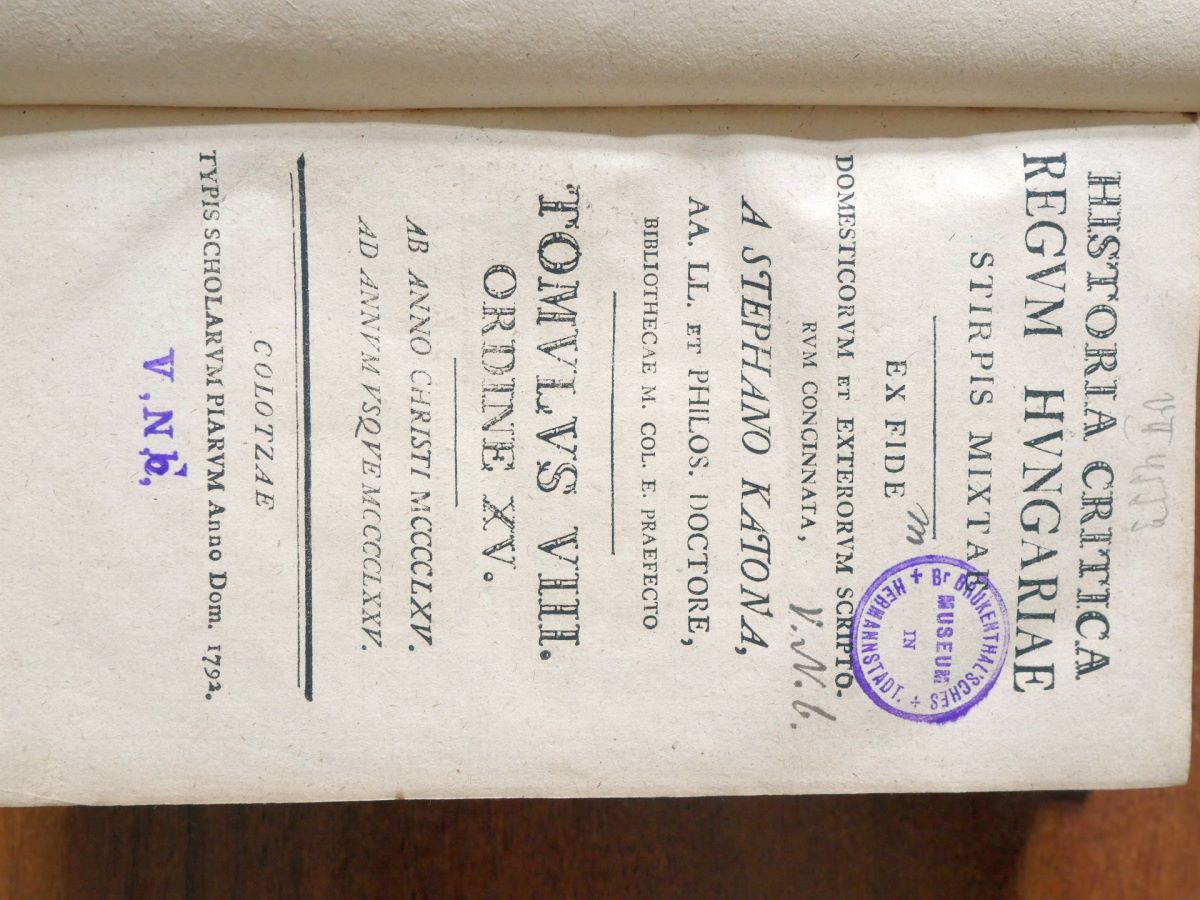 HISTORIA CRITICA
REGVM HVNGARIAE
STIRPIS MIXTAE
EX FIDE
DOMESTICORVM ET EXTERORVM SCRIPTO.
RVM CONCINNATA,
A STEPHANO KATONA,
AA. LL. ET PHILOS. DOCTORE,
BIBLIOTHECAE M. COL. E. PRAEFECTO
TOMVLVS VIII.
ORDINE XV.
AB ANNO CHRISTI MCCCCLXV.
AD ANNVM VSQVE MCCCCLXXV.
COLOTZAE
TYPIS SCHOLARVM PIARVM Anno Dom. 1792.
m
Br BRUKENTHAL'SCHES
MUSEUM
IN
HERMANNSTADT.
V. N. b.
V, N